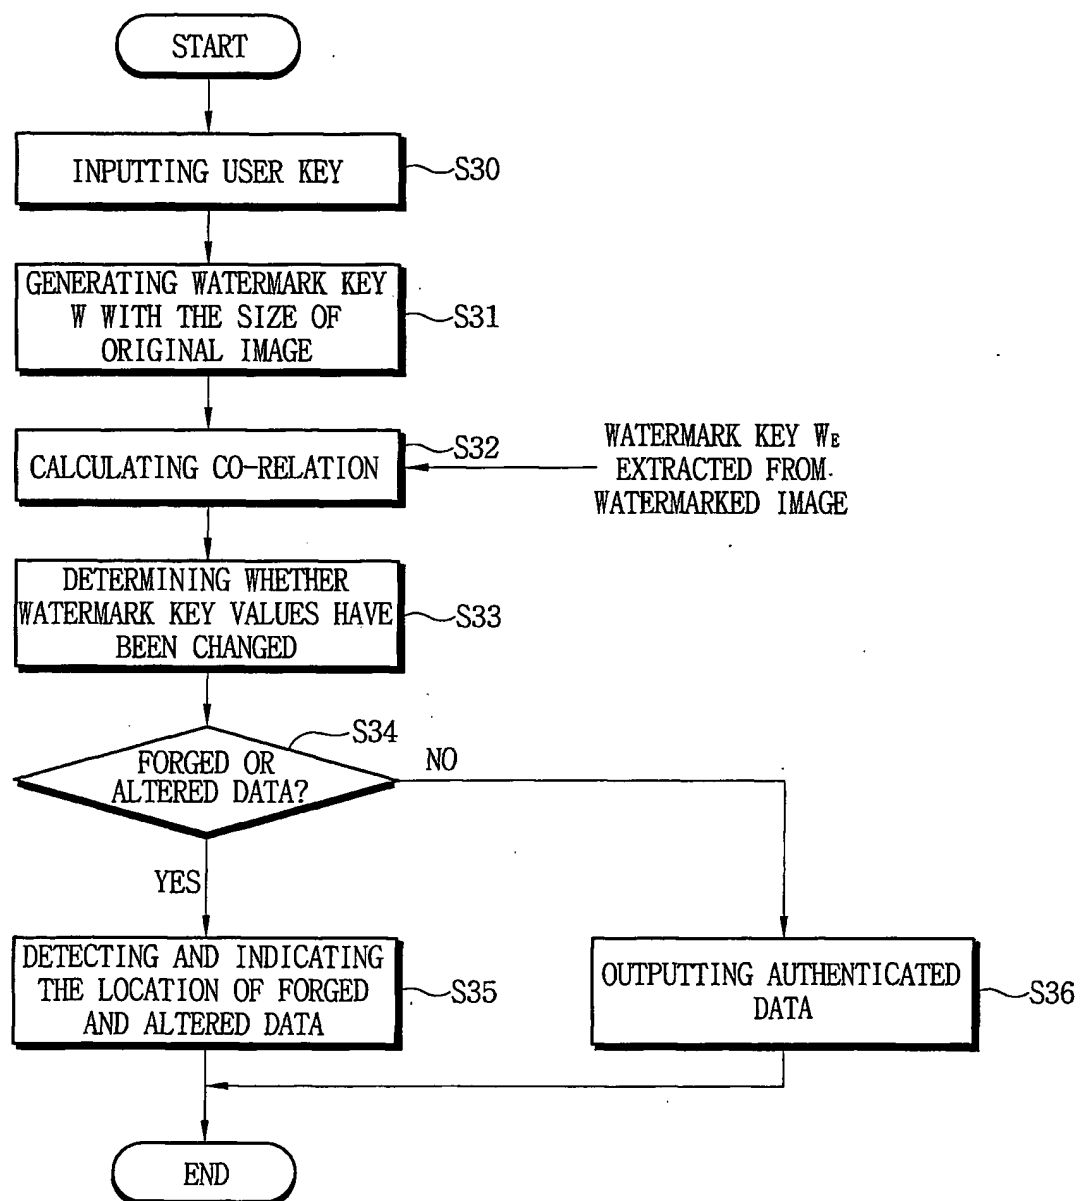 START
INPUTTING USER KEY
S30
GENERATING WATERMARK KEY
W WITH THE SIZE OF
ORIGINAL IMAGE
S31
CALCULATING CO-RELATION
S32
WATERMARK KEY WE
EXTRACTED FROM
WATERMARKED IMAGE
DETERMINING WHETHER
WATERMARK KEY VALUES HAVE
BEEN CHANGED
S33
S34
FORGED OR
ALTERED DATA?
NO
YES
DETECTING AND INDICATING
THE LOCATION OF FORGED
AND ALTERED DATA
S35
OUTPUTTING AUTHENTICATED
DATA
S36
END